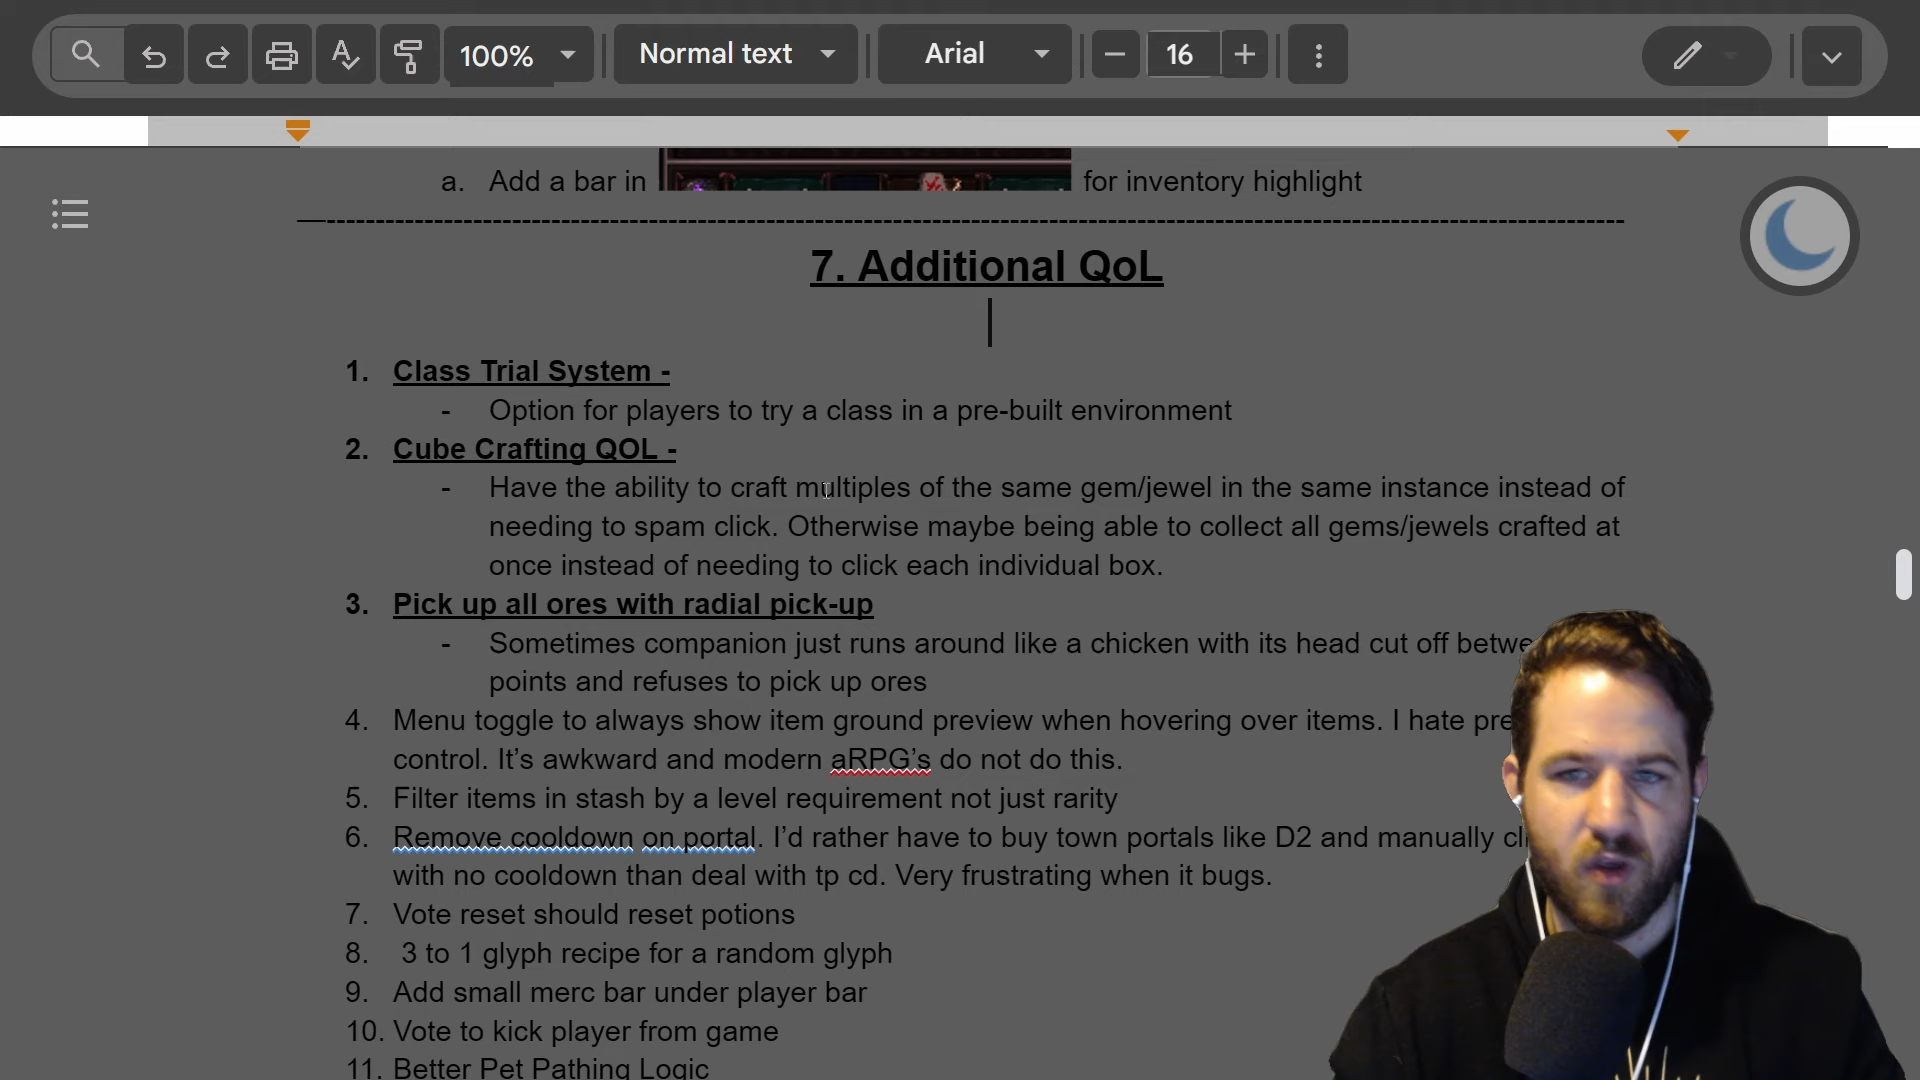 100%
Normal text
Arial
16
a. Add a bar in for inventory highlight
7. Additional QoL
1. Class Trial System -
- Option for players to try a class in a pre-built environment
2. Cube Crafting QOL -
- Have the ability to craft multiples of the same gem/jewel in the same instance instead of
needing to spam click. Otherwise maybe being able to collect all gems/jewels crafted at
once instead of needing to click each individual box.
3. Pick up all ores with radial pick-up
- Sometimes companion just runs around like a chicken with its head cut off
points and refuses to pick up ores
4. Menu toggle to always show item ground preview when hovering over items. I hate
control. It’s awkward and modern aRPG’s do not do this.
5. Filter items in stash by a level requirement not just rarity
6. Remove cooldown on portal. I’d rather have to buy town portals like D2 and manually
with no cooldown than deal with tp cd. Very frustrating when it bugs.
7. Vote reset should reset potions
8. 3 to 1 glyph recipe for a random glyph
9. Add small merc bar under player bar
10. Vote to kick player from game
11. Better Pet Pathing Logic